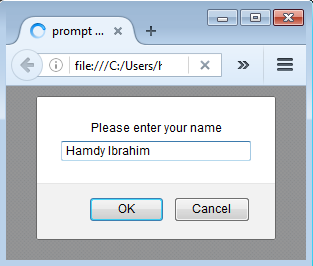 prompt ...
file:///C:/Users/h
Please enter your name
Hamdy Ibrahim
OK
Cancel